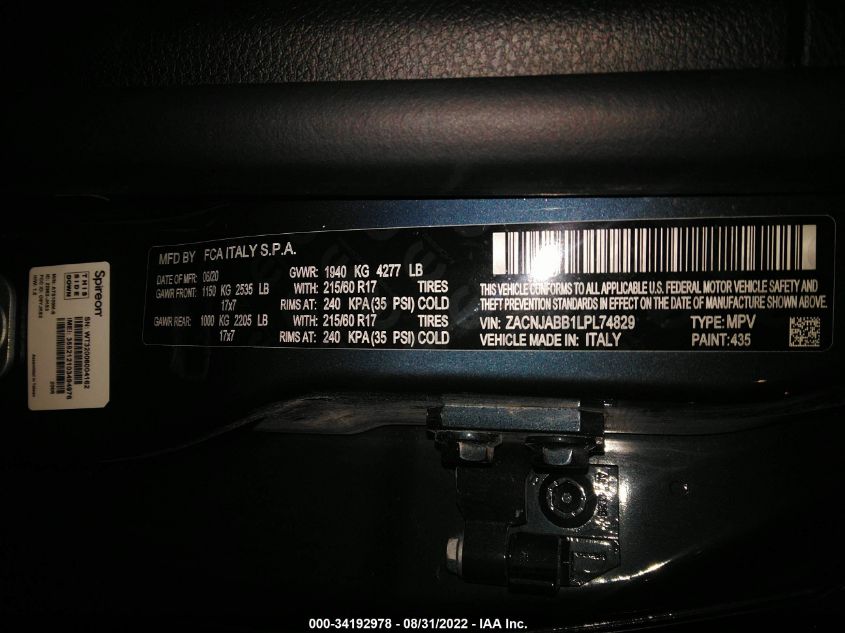 MFD BY FCA ITALY S.P.A.
DATE OF MFR 06/20 GVWR: 1940 KG 4277 LB
GAWR FRONT: 1150 KG 2535 LB WITH: 215/60 R17 TIRES
17x7 RIMS AT: 240 KPA (35 PSI) COLD
GAWR REAR: 1000 KG 2205 LB WITH: 215/60 R17 TIRES
17x7 RIMS AT: 240 KPA (35 PSI) COLD
THIS VEHICLE CONFORMS TO ALL APPLICABLE U.S. FEDERAL MOTOR VEHICLE SAFETY AND
THEFT PREVENTION STANDARDS IN EFFECT ON THE DATE OF MANUFACTURE SHOWN ABOVE.
VIN: ZACNJABB1LPL74829 TYPE: MPV
VEHICLE MADE IN: ITALY PAINT: 435
Spireon
THIS
SIDE
DOWN
Assembled in Taiwan
000-34192978 - 08/31/2022 - IAA Inc.